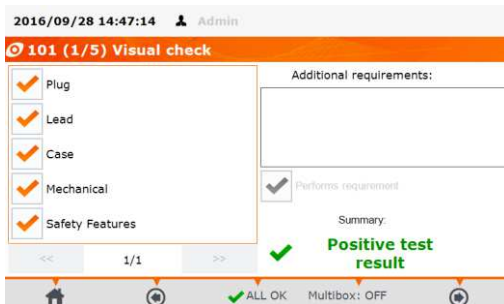 2016/09/28 14:47:14 Admin
101 (1/5) Visual check
Plug
Lead
Case
Mechanical
Safety Features
<< 1/1 >>
Additional requirements:
Performs requirement
Summary:
Positive test
result
ALL OK Multibox: OFF